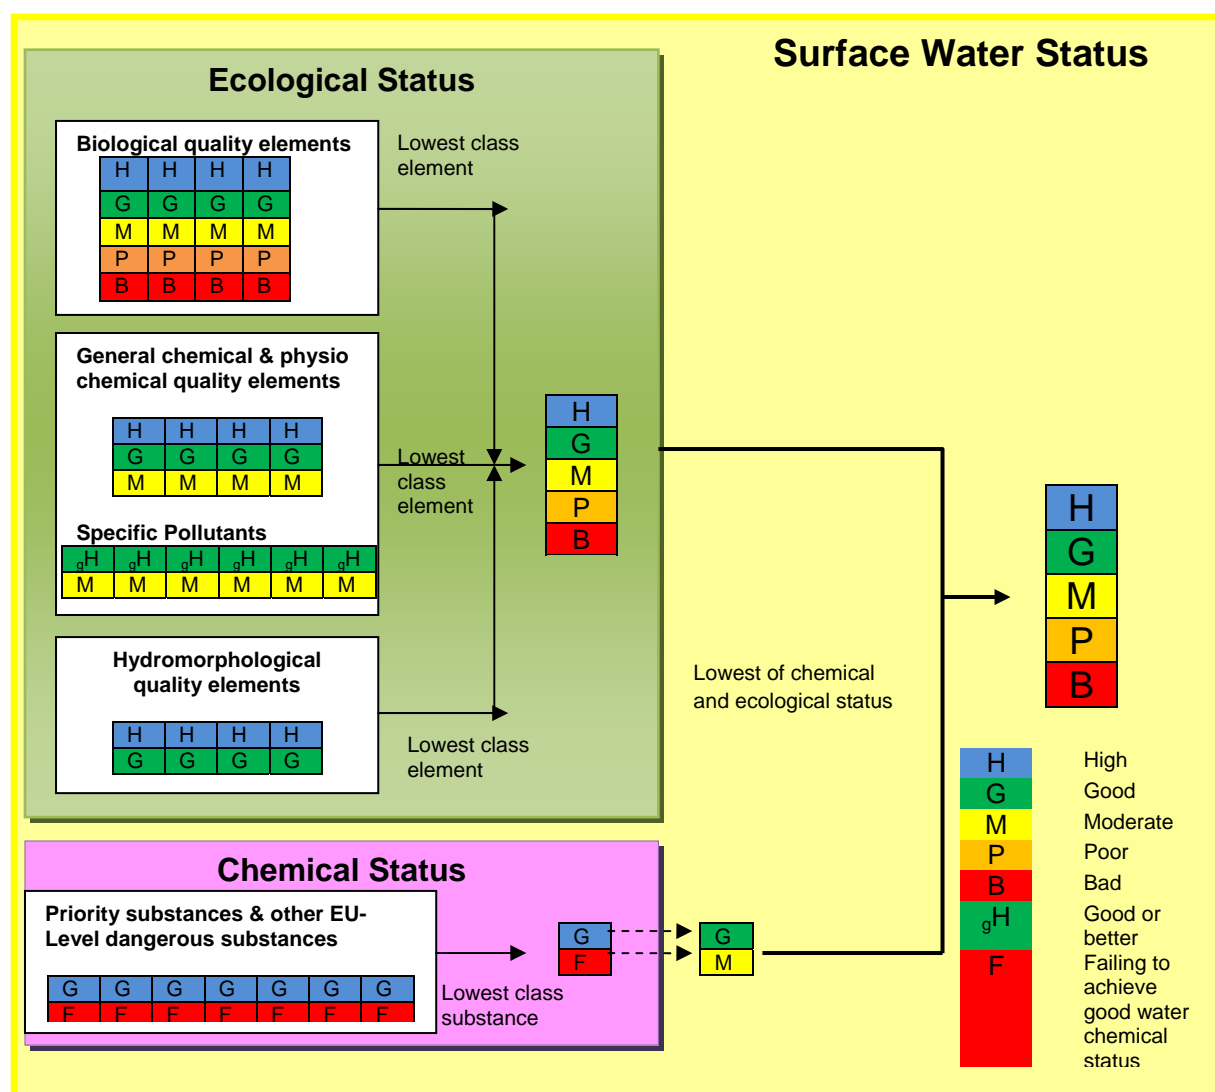 Surface Water Status
Ecological Status
Biological quality elements
H H H H
G G G G
M M M M
P P P P
B B B B
Lowest class
element
General chemical & physio
chemical quality elements
H H H H
G G G G
M M M M
Lowest
class
element
Specific Pollutants
gH gH gH gH gH gH
M M M M M M
Hydromorphological
quality elements
H H H H
G G G G
Lowest class
element
H
G
M
P
B
Chemical Status
Priority substances & other EU-
Level dangerous substances
G G G G G G G
F F F F F F F
Lowest class
substance
G
F
G
M
Lowest of chemical
and ecological status
H
G
M
P
B
H High
G Good
M Moderate
P Poor
B Bad
gH Good or
better
F Failing to
achieve
good water
chemical
status